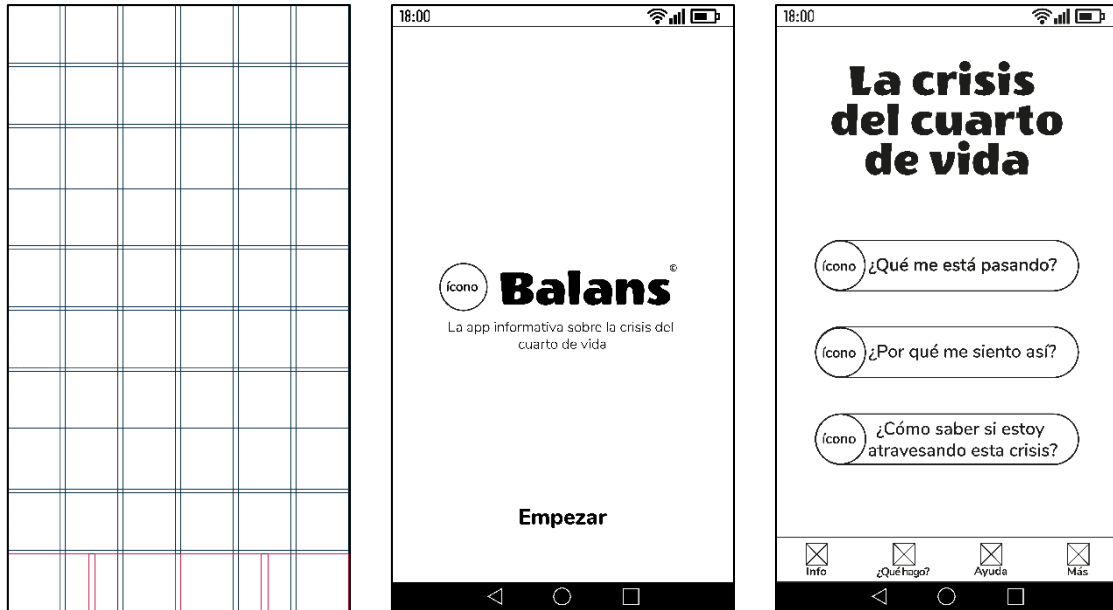 18:00
ícono
Balans
©
La app informativa sobre la crisis del
cuarto de vida
Empezar
18:00
La crisis
del cuarto
de vida
ícono
¿Qué me está pasando?
ícono
¿Por qué me siento así?
ícono
¿Cómo saber si estoy
atravesando esta crisis?
Info
¿Qué hago?
Ayuda
Más